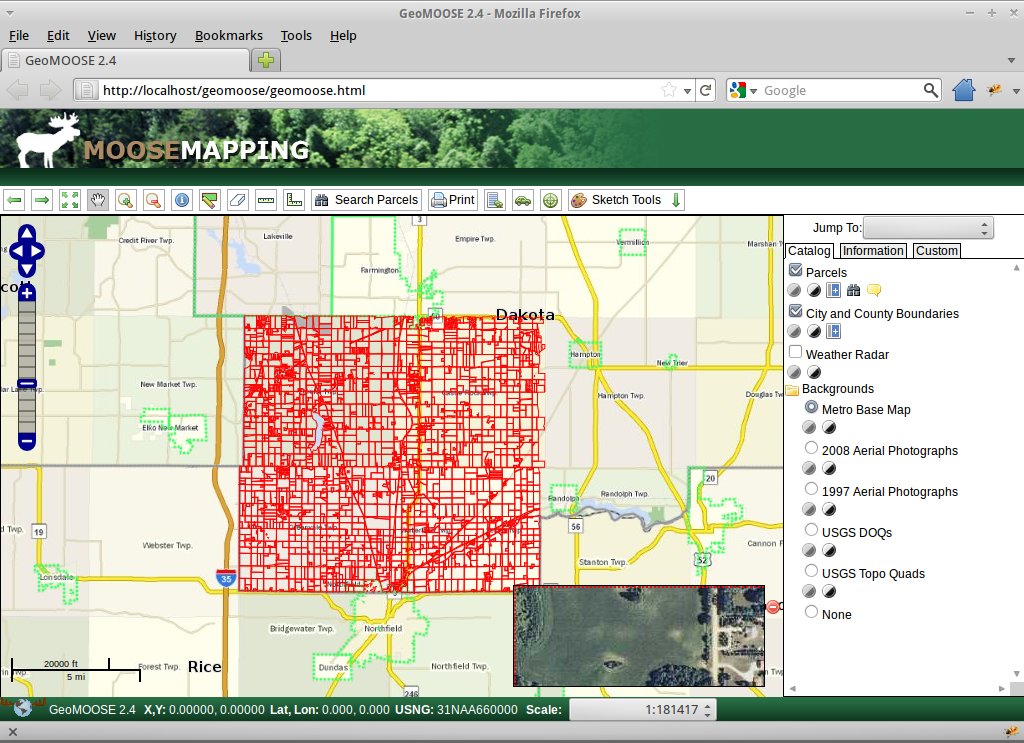 GeoMOOSE 2.4 - Mozilla Firefox
File Edit View History Bookmarks Tools Help
GeoMOOSE 2.4
http://localhost/geomoose/geomoose.html
Google
MOOSEMAPPING
Search Parcels
Print
Sketch Tools
Jump To:
Catalog Information Custom
Parcels
City and County Boundaries
Weather Radar
Backgrounds
Metro Base Map
2008 Aerial Photographs
1997 Aerial Photographs
USGS DOQs
USGS Topo Quads
None
Credit River Twp.
Lakeville
3
Empire Twp.
Vermillion
Marshan
Farmington
Dakota
Hampton
New Trier
New Market Twp.
Hampton Twp.
Douglas Tw
Elko New Market
Randolph
Randolph Twp.
20
19
56
Webster Twp.
Cannon F
Stanton Twp.
52
Lonsdale
35
3
Bridgewater Twp.
Northfield
Dundas
Northfield Twp.
Rice
Forest Twp.
246
20000 ft
5 mi
GeoMOOSE 2.4 X,Y: 0.00000, 0.00000 Lat, Lon: 0.000, 0.000 USNG: 31NAA660000 Scale: 1:181417